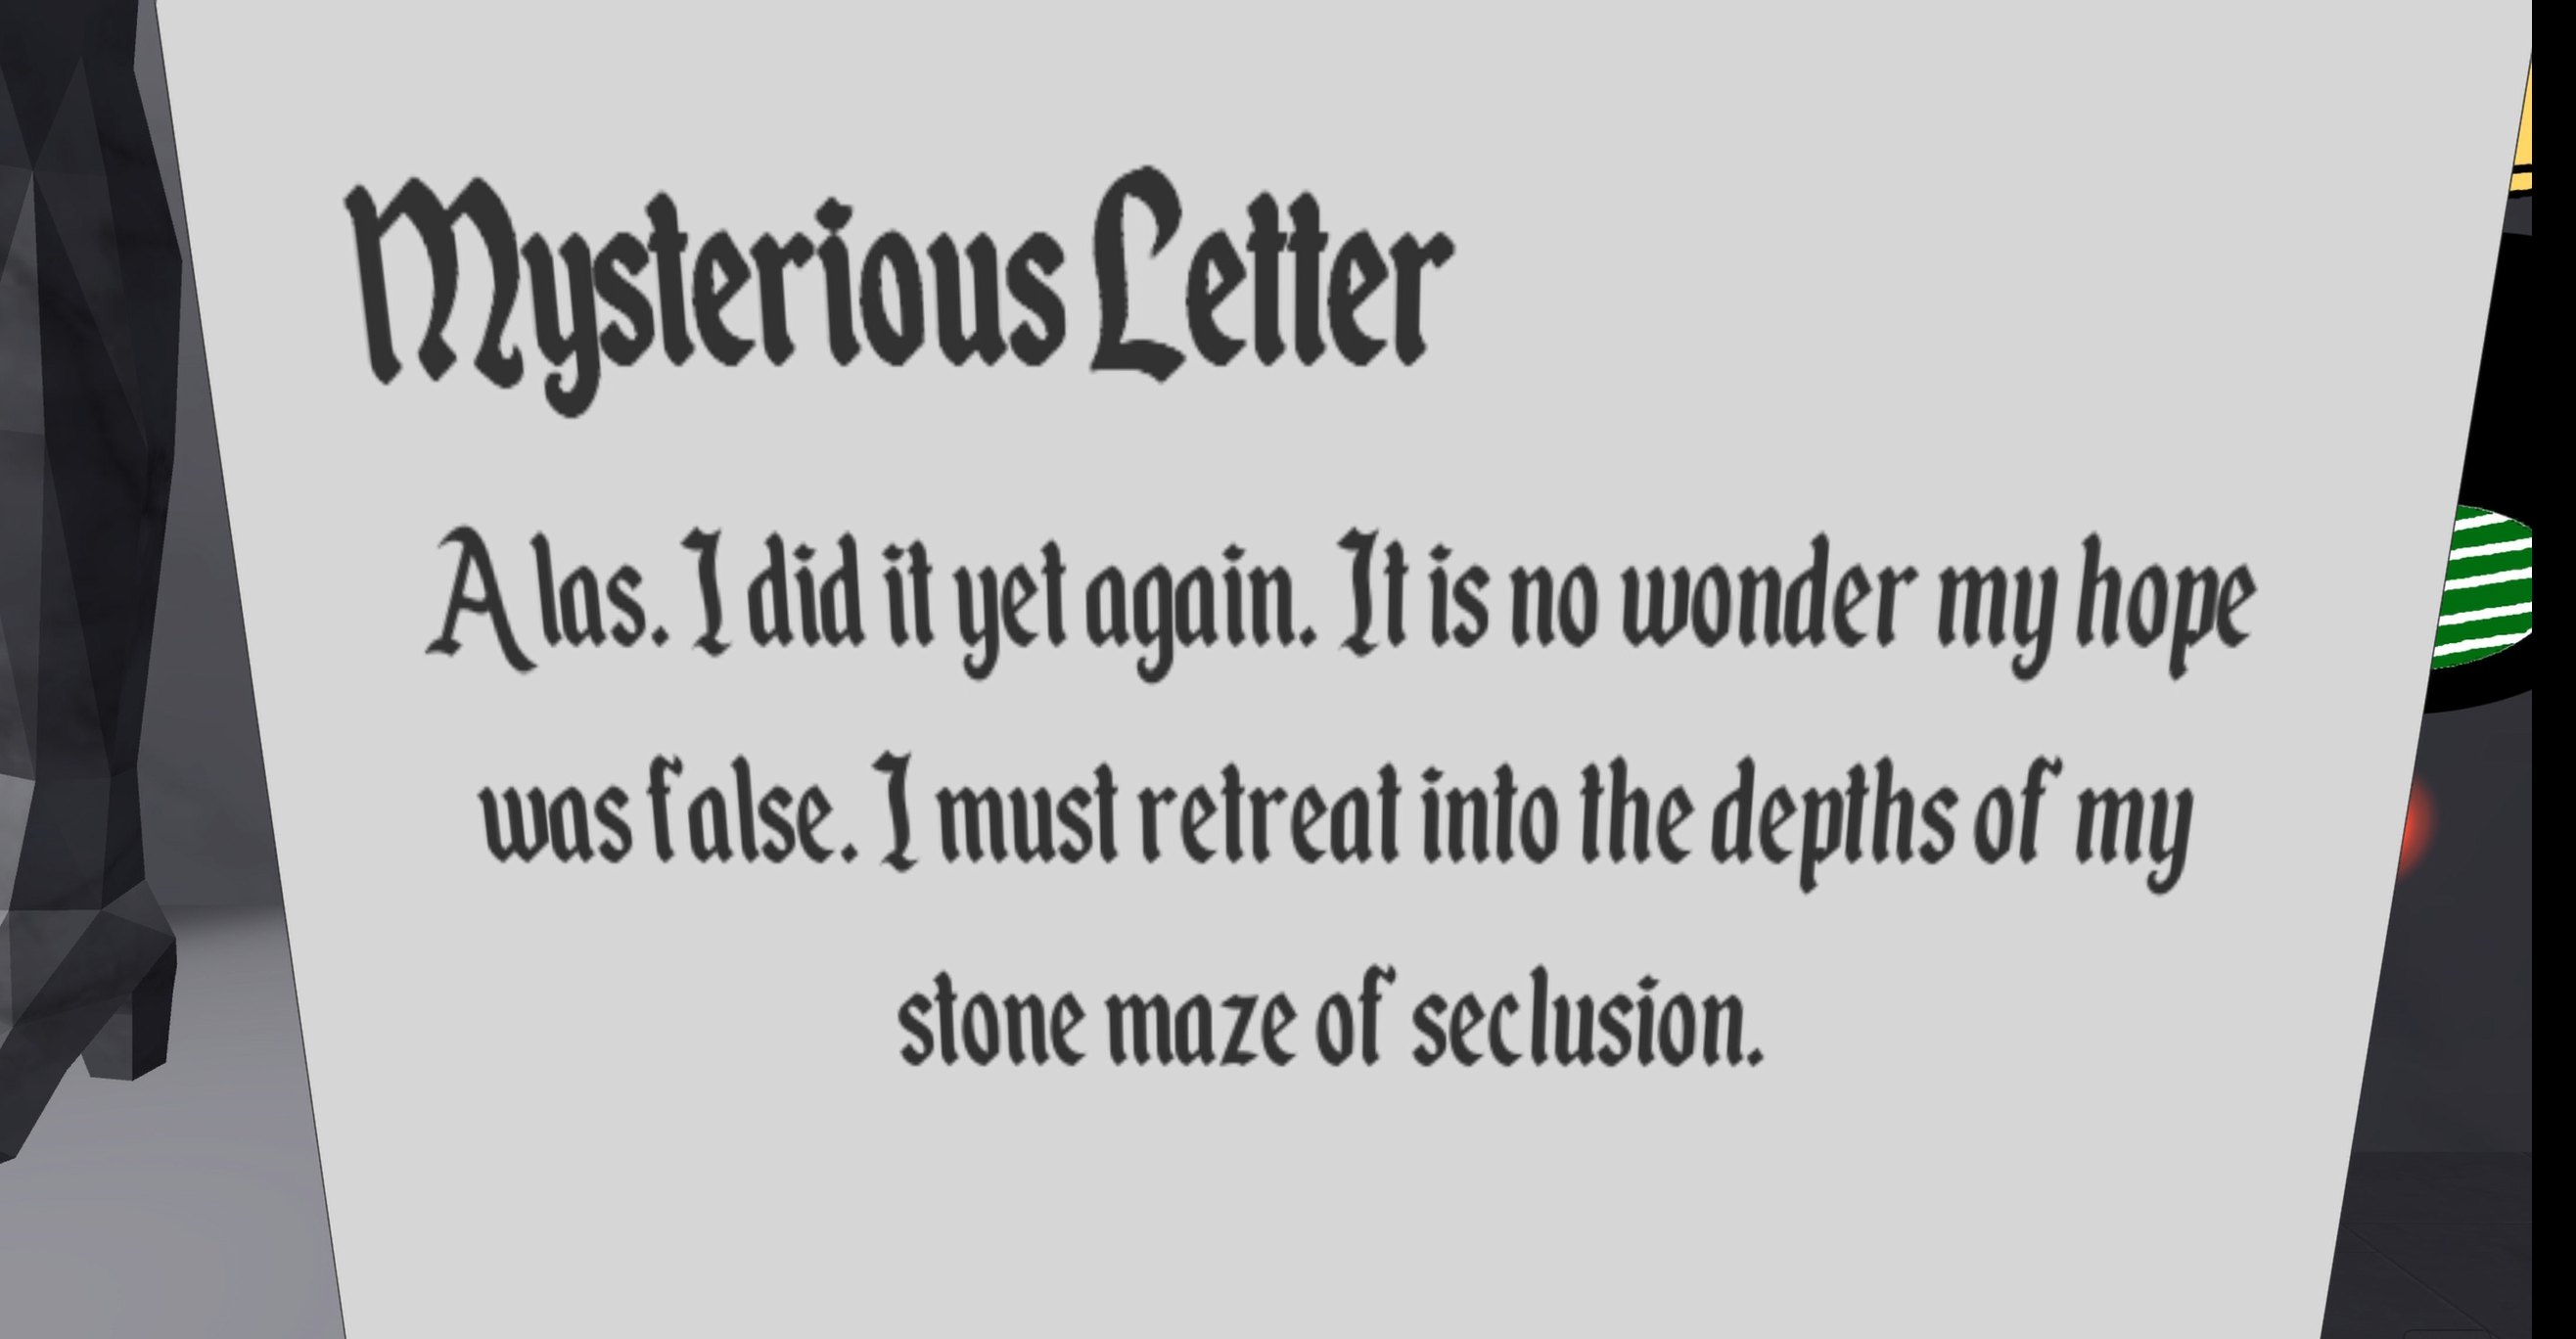 Mysterious Letter
Alas. I did it yet again. It is no wonder my hope
was false. I must retreat into the depths of my
stone maze of seclusion.